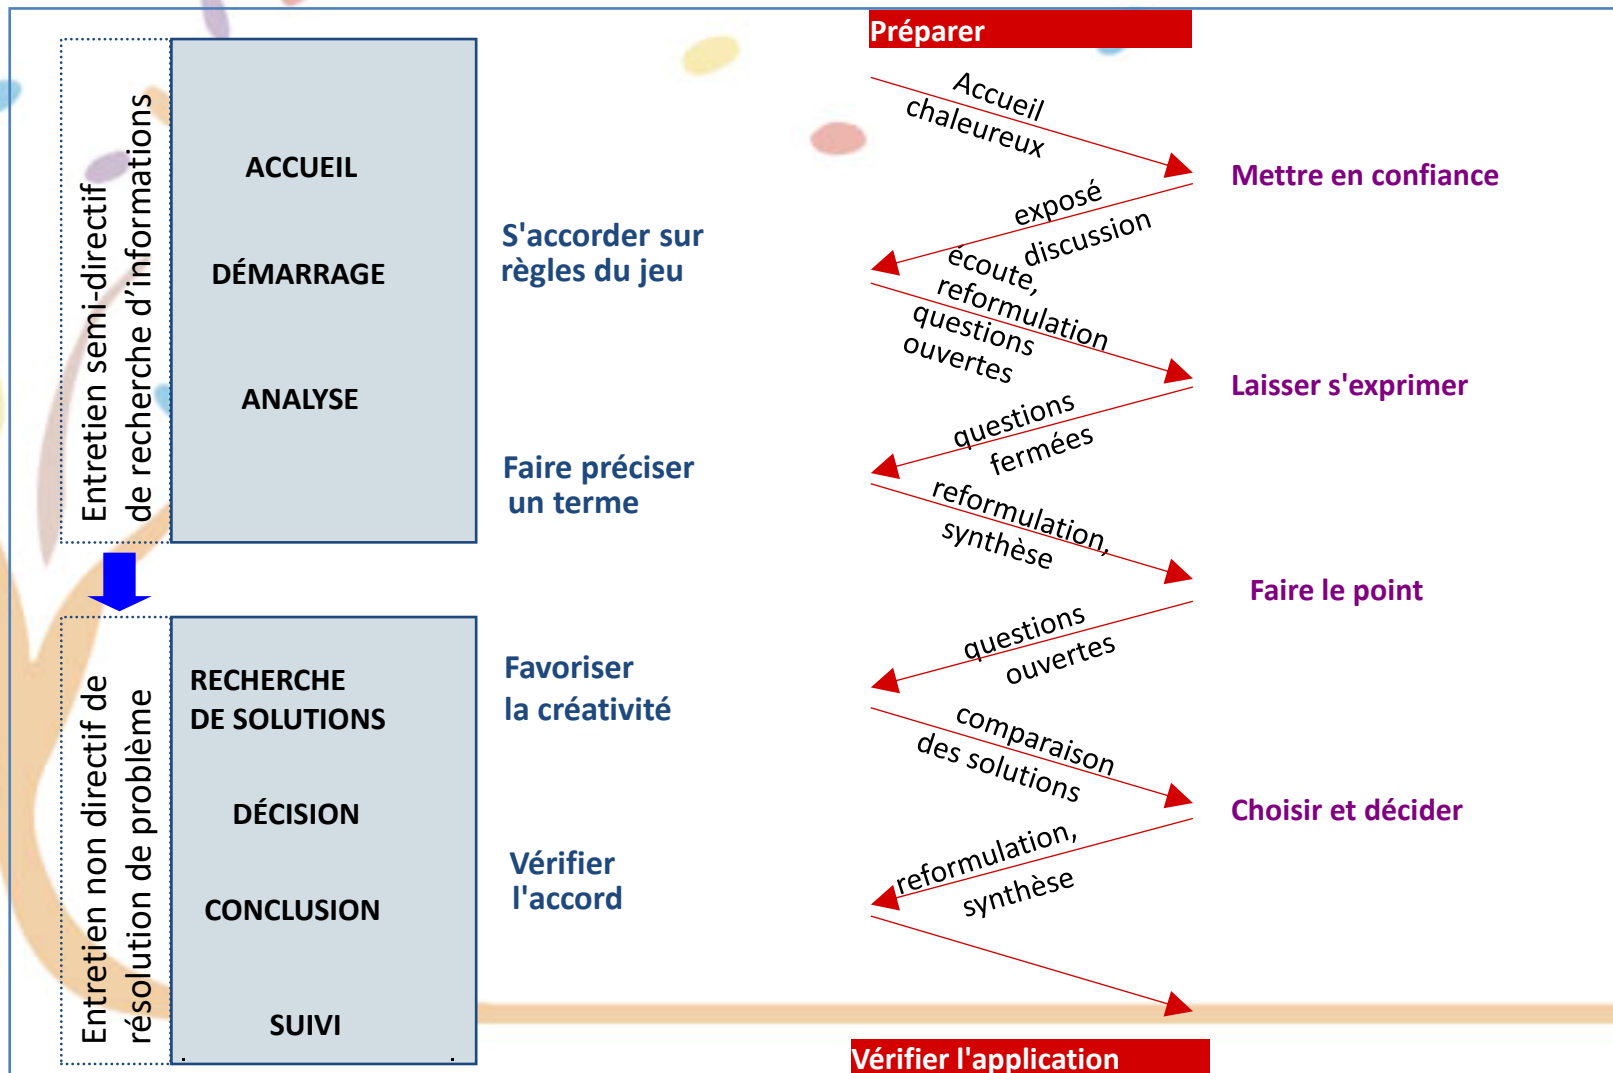 Entretien semi-directif
de recherche d’informations
ACCUEIL
DÉMARRAGE
ANALYSE
Entretien non directif de
résolution de problème
RECHERCHE
DE SOLUTIONS
DÉCISION
CONCLUSION
SUIVI
S'accorder sur
règles du jeu
Faire préciser
un terme
Favoriser
la créativité
Vérifier
l'accord
Préparer
Accueil
chaleureux
exposé
discussion
écoute,
reformulation
questions
ouvertes
questions
fermées
reformulation,
synthèse
questions
ouvertes
comparaison
des solutions
reformulation,
synthèse
Vérifier l'application
Mettre en confiance
Laisser s'exprimer
Faire le point
Choisir et décider